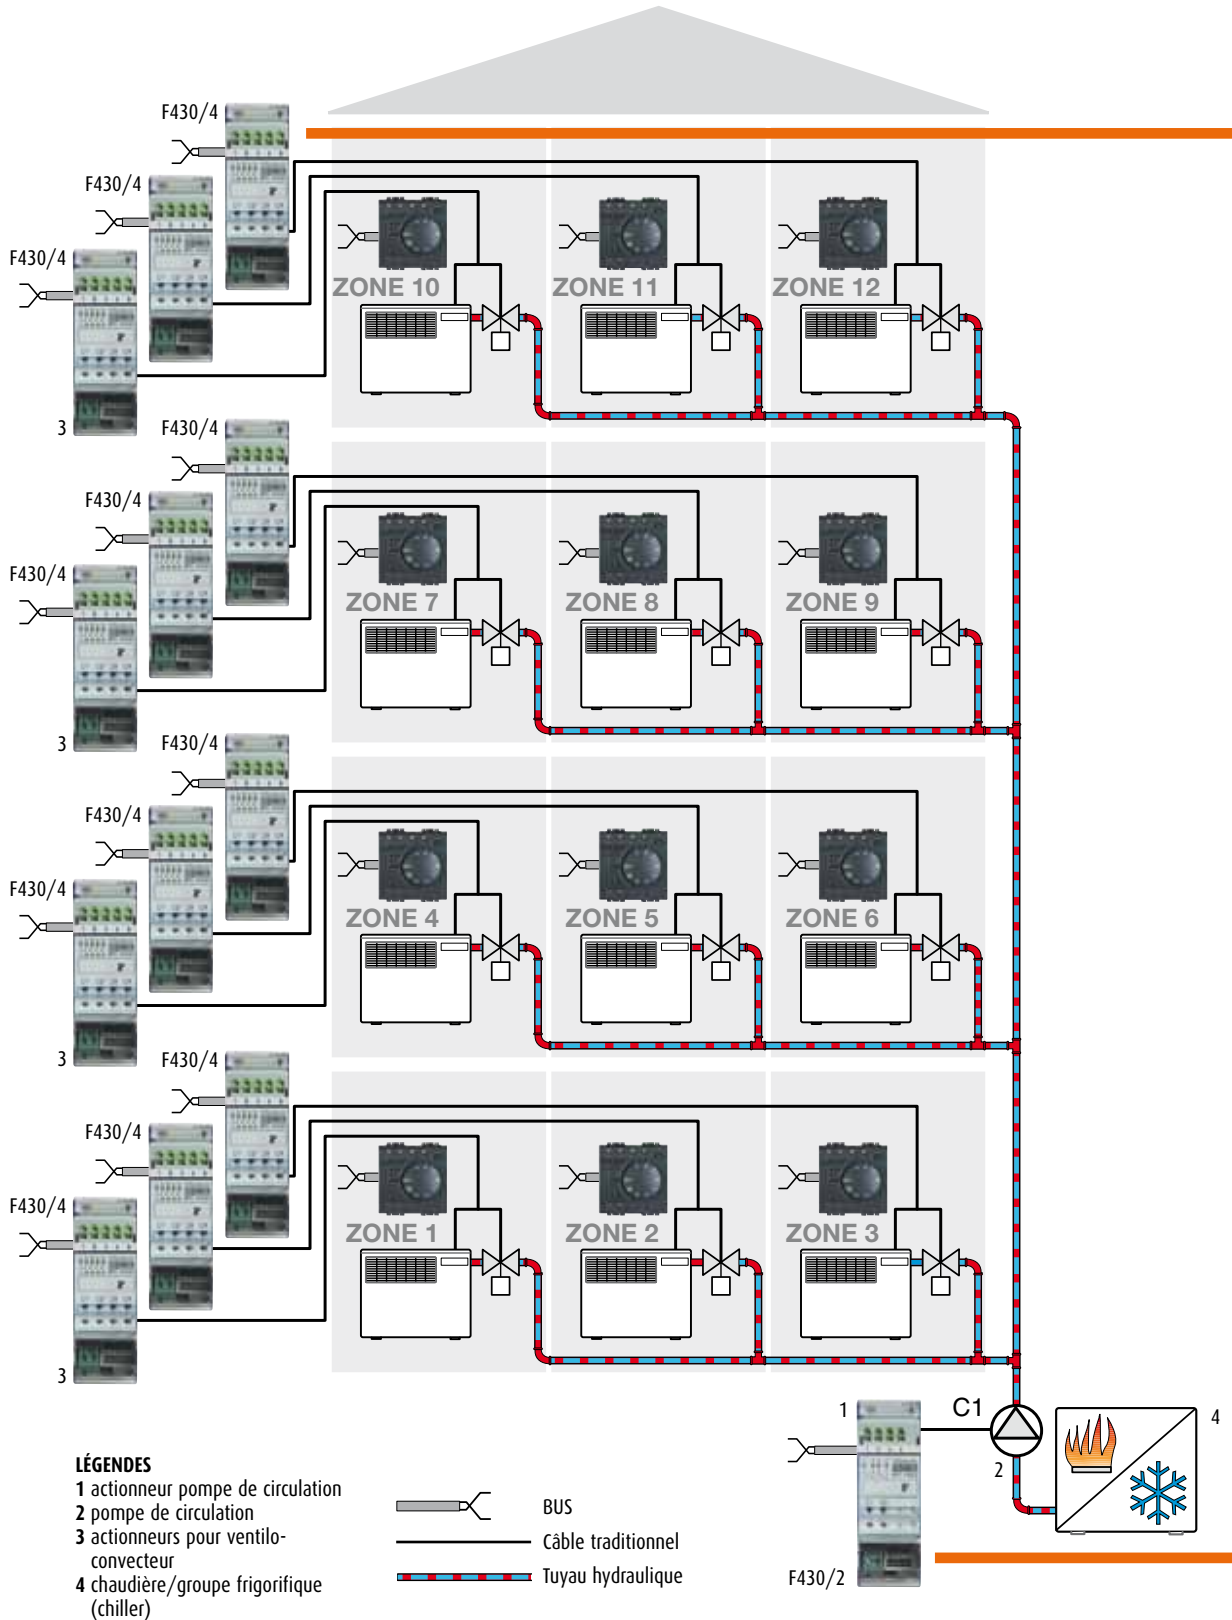 F430/4
F430/4
F430/4
ZONE 10
ZONE 11
ZONE 12
3
F430/4
F430/4
F430/4
ZONE 7
ZONE 8
ZONE 9
3
F430/4
F430/4
F430/4
ZONE 4
ZONE 5
ZONE 6
3
F430/4
F430/4
F430/4
ZONE 1
ZONE 2
ZONE 3
3
1
C1
4
2
F430/2
LÉGENDES
1 actionneur pompe de circulation
2 pompe de circulation
3 actionneurs pour ventilo-
convecteur
4 chaudière/groupe frigorifique
(chiller)
BUS
Câble traditionnel
Tuyau hydraulique